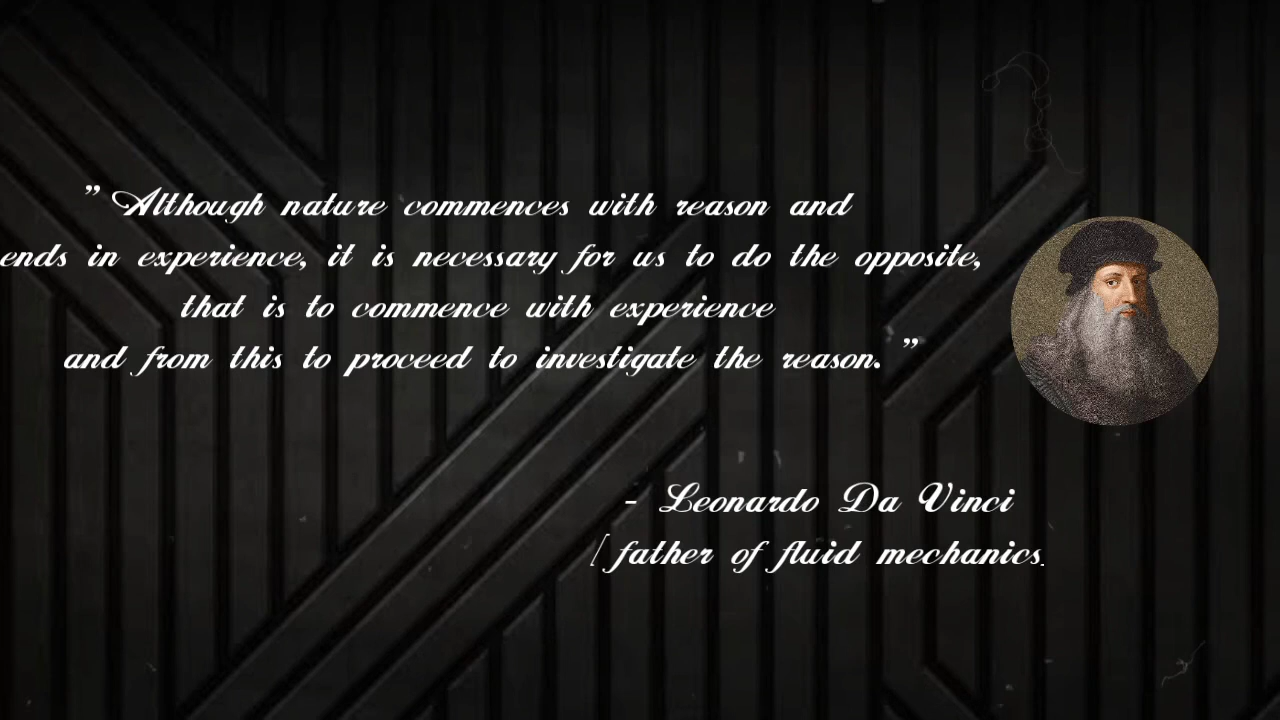 ” Although nature commences with reason and
ends in experience, it is necessary for us to do the opposite,
that is to commence with experience
and from this to proceed to investigate the reason. ”
- Leonardo Da Vinci
[ father of fluid mechanics